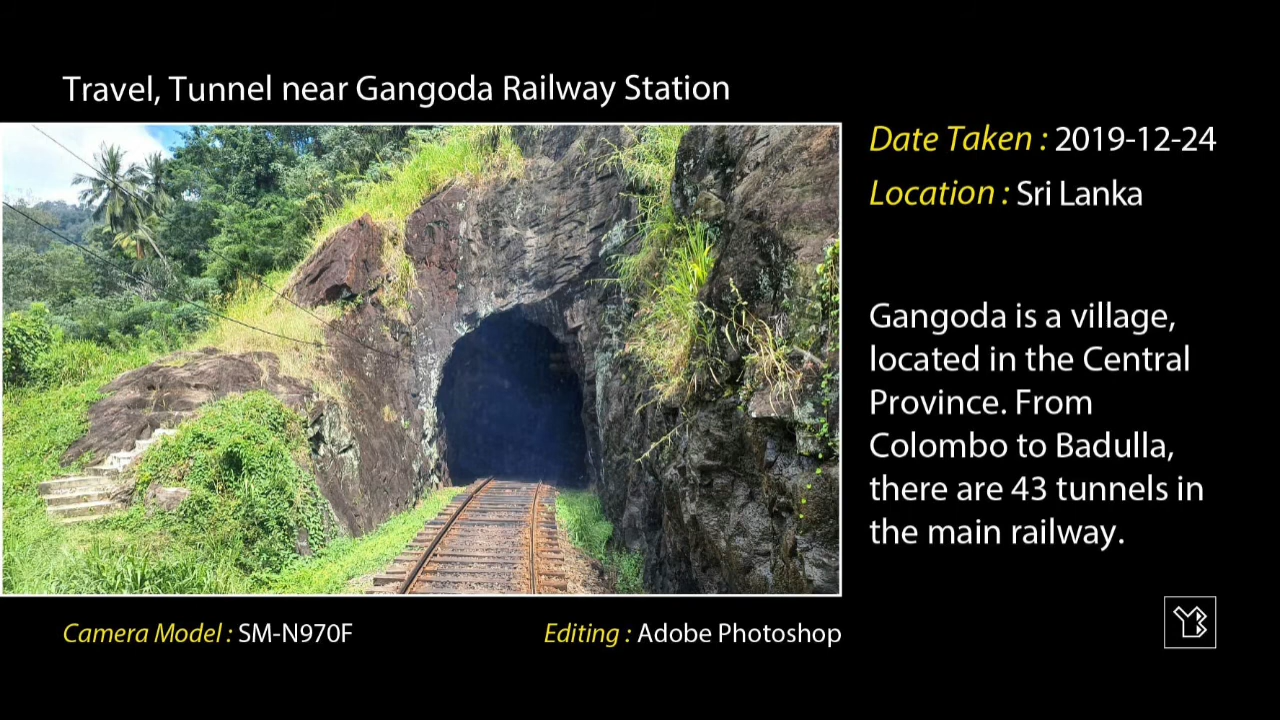 Travel, Tunnel near Gangoda Railway Station
Date Taken : 2019-12-24
Location : Sri Lanka
Gangoda is a village,
located in the Central
Province. From
Colombo to Badulla,
there are 43 tunnels in
the main railway.
Camera Model : SM-N970F
Editing : Adobe Photoshop